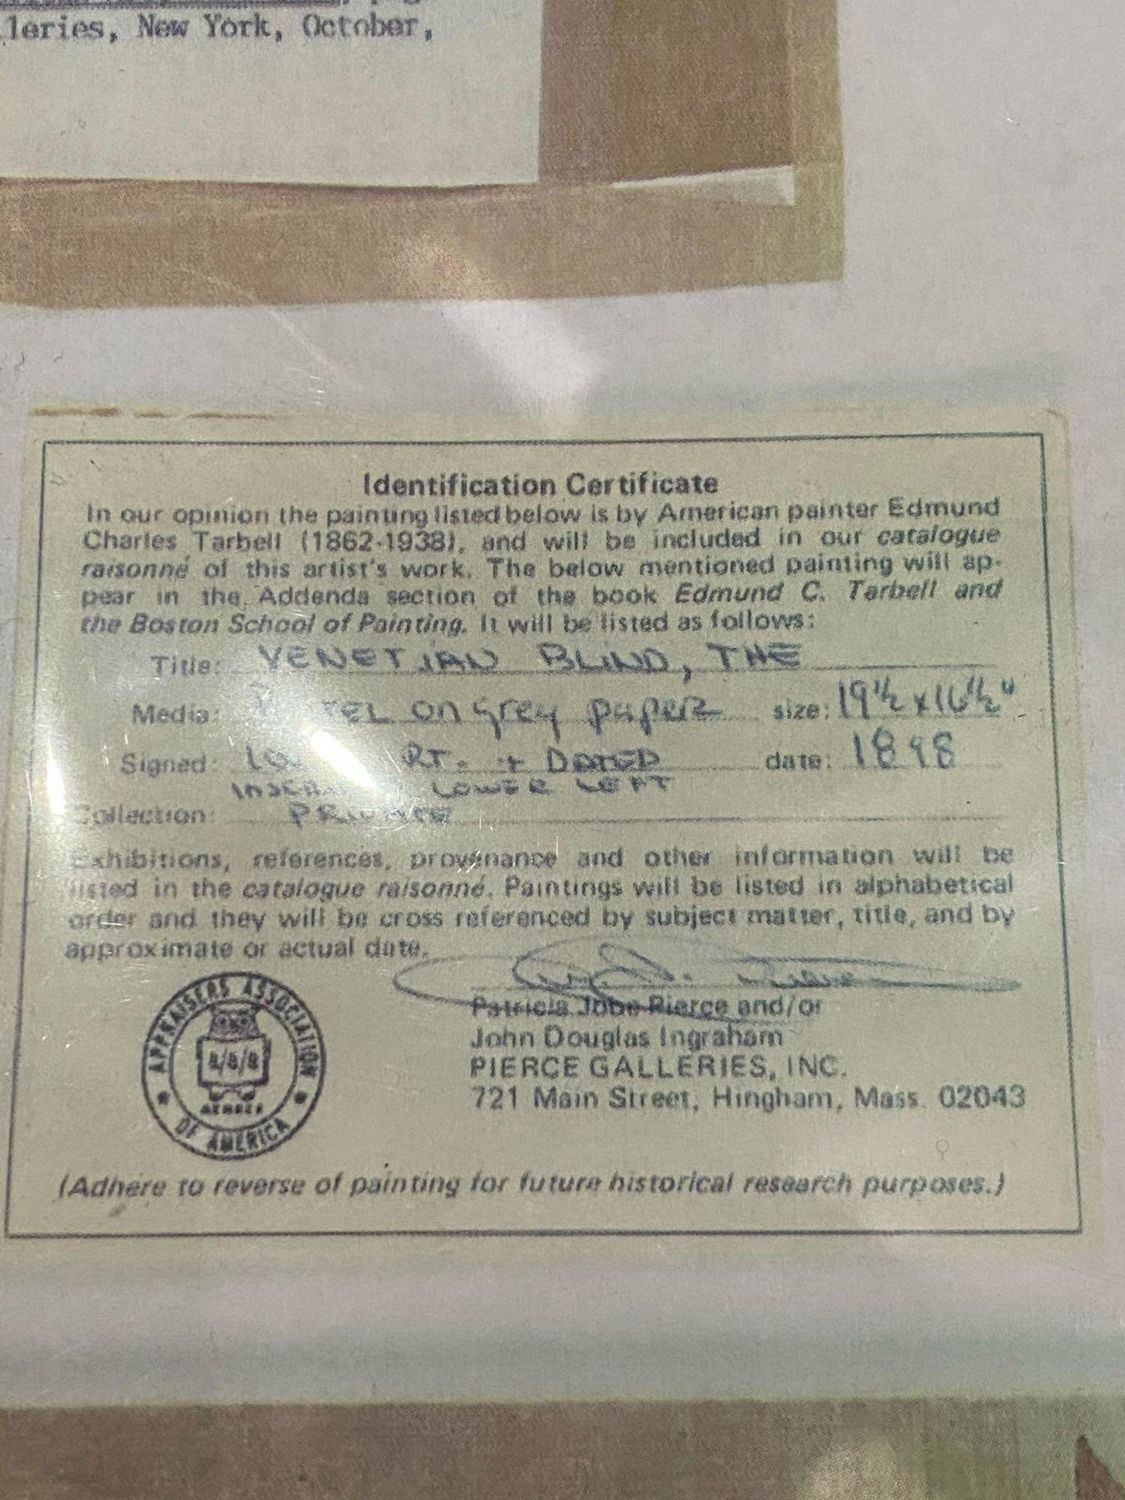 leries, New York, October,
Identification Certificate
In our opinion the painting listed below is by American painter Edmund
Charles Tarbell (1862-1938), and will be included in our catalogue
raisonné of this artist's work. The below mentioned painting will ap-
pear in the Addenda section of the book Edmund C. Tarbell and
the Boston School of Painting. It will be listed as follows:
Title: VENETIAN BLIND, THE
Media: on grey paper size: 19½ x 16½"
Signed: RT. + DATED date: 1898
LOWER LEFT
Collection: PRIVATE
Exhibitions, references, provenance and other information will be
listed in the catalogue raisonné. Paintings will be listed in alphabetical
order and they will be cross referenced by subject matter, title, and by
approximate or actual date.
Patricia Jobe Pierce and/or
John Douglas Ingraham
PIERCE GALLERIES, INC.
721 Main Street, Hingham, Mass. 02043
APPRAISERS ASSOCIATION
A/A/A
MEMBER
OF AMERICA
(Adhere to reverse of painting for future historical research purposes.)